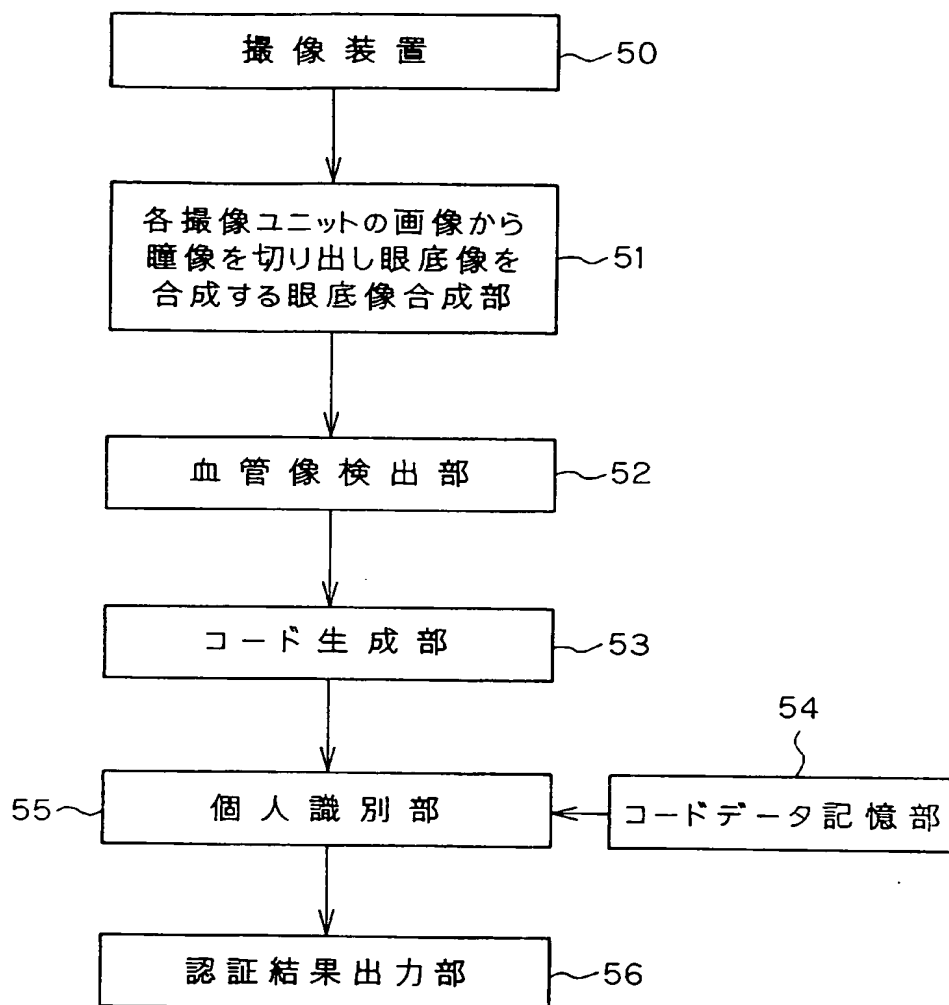 撮像装置
50
各撮像ユニットの画像から
瞳像を切り出し眼底像を
合成する眼底像合成部
51
血管像検出部
52
コード生成部
53
54
55
個人識別部
コードデータ記憶部
認証結果出力部
56